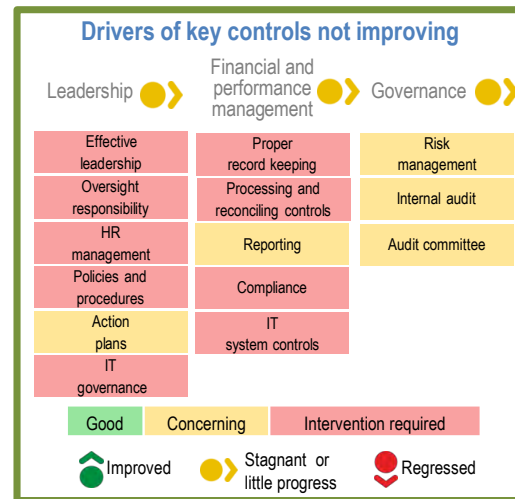 Drivers of key controls not improving
Leadership
Financial and
performance
management
Governance
Effective
leadership
Oversight
responsibility
HR
management
Policies and
procedures
Action
plans
IT
governance
Proper
record keeping
Processing and
reconciling controls
Reporting
Compliance
IT
system controls
Risk
management
Internal audit
Audit committee
Good
Concerning
Intervention required
Improved
Stagnant or
little progress
Regressed